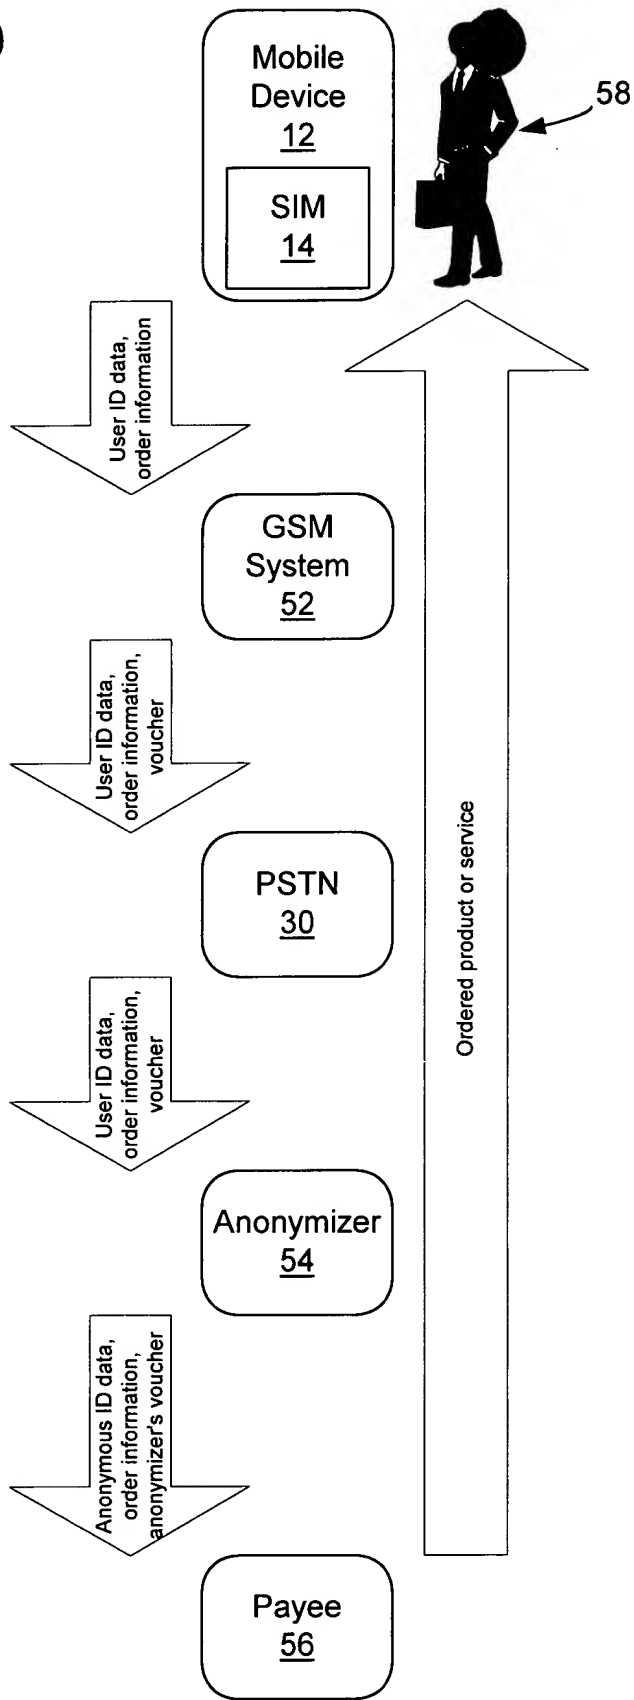 Mobile
Device
12
58
SIM
14
User ID data,
order information
GSM
System
52
User ID data,
order information,
voucher
PSTN
30
Ordered product or service
User ID data,
order information,
voucher
Anonymizer
54
Anonymous ID data,
order information,
anonymizer's voucher
Payee
56